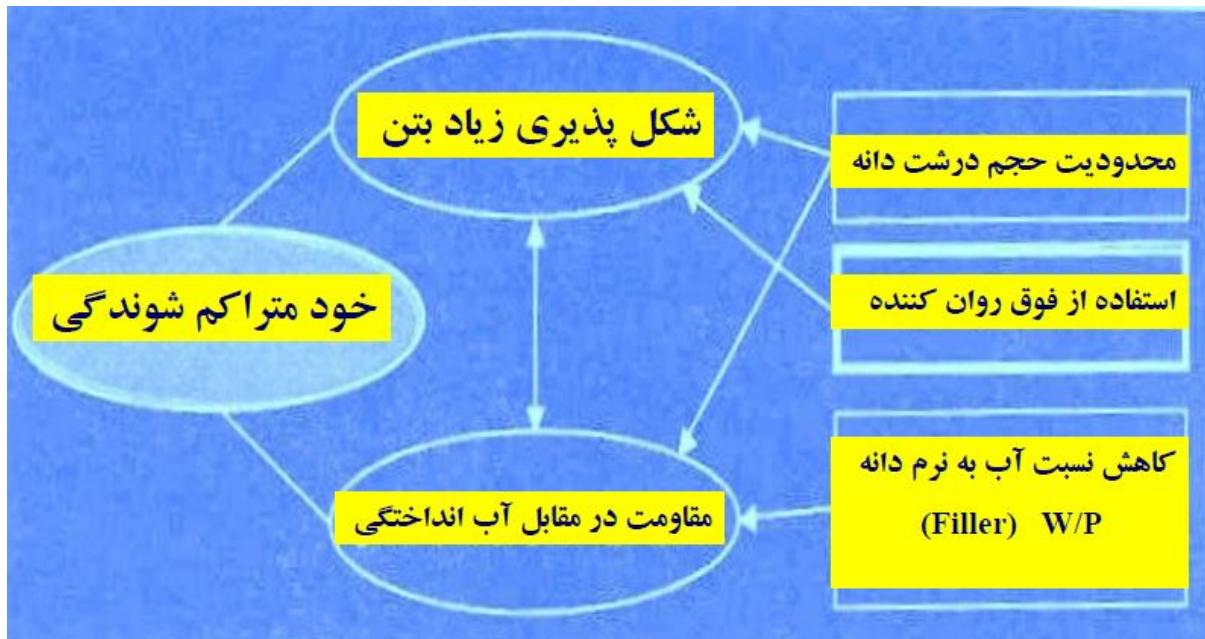 شکل پذیری زیاد بتن
محدودیت حجم درشت دانه
خود متراکم شوندگی
استفاده از فوق روان کننده
مقاومت در مقابل آب انداختگی
کاهش نسبت آب به نرم دانه
(Filler) W/P